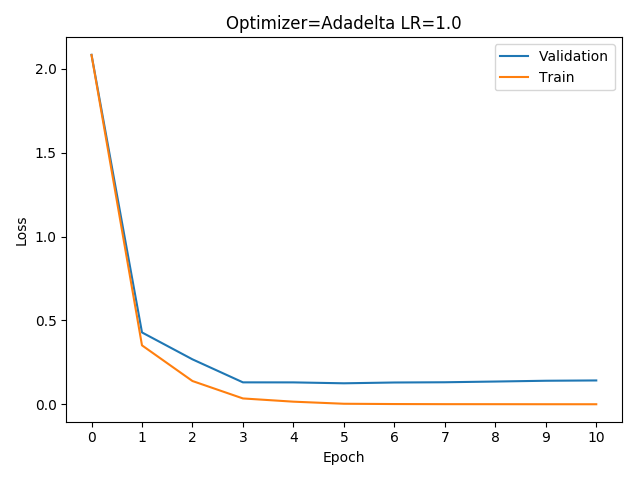 Optimizer=Adadelta LR=1.0
Validation
Train
2.0
1.5
1.0
0.5
0.0
Loss
0 1 2 3 4 5 6 7 8 9 10
Epoch